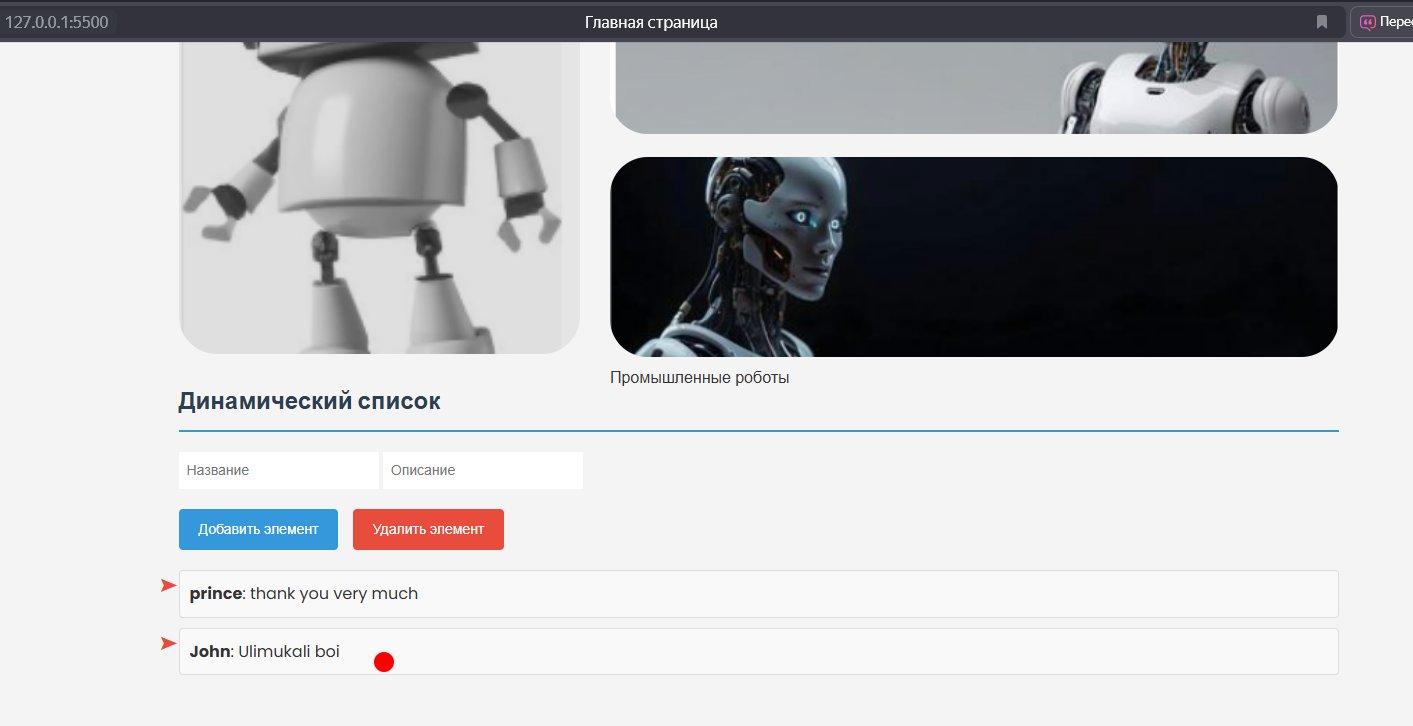 127.0.0.1:5500
Главная страница
Промышленные роботы
Динамический список
Название
Описание
Добавить элемент
Удалить элемент
prince: thank you very much
John: Ulimukali boi